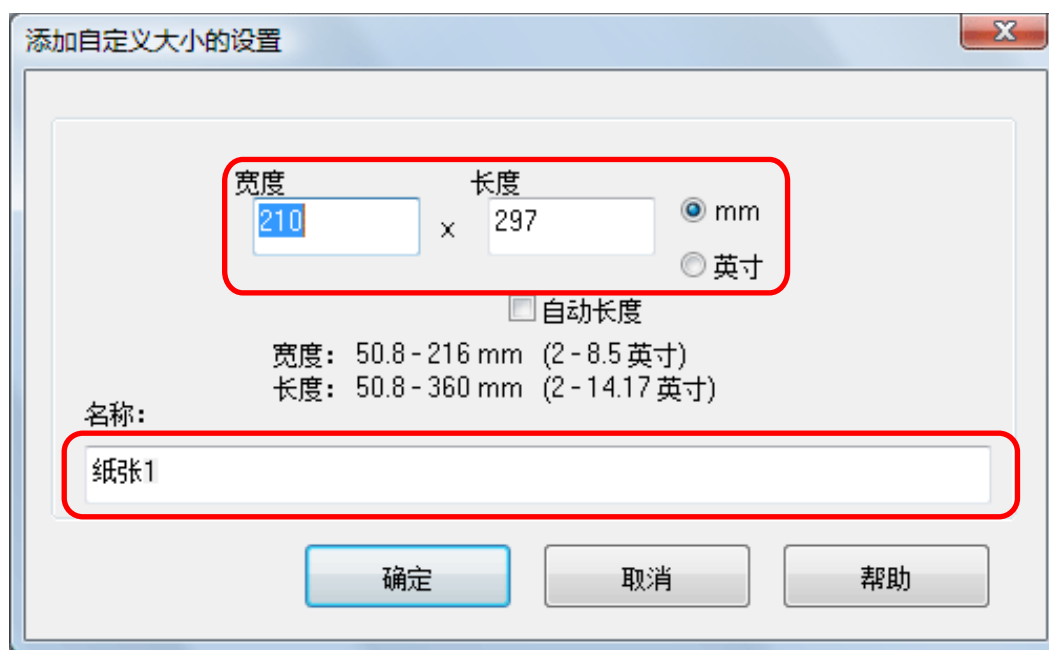 添加自定义大小的设置
宽度 长度
210 x 297 mm
英寸
自动长度
宽度: 50.8-216 mm (2-8.5英寸)
长度: 50.8-360 mm (2-14.17英寸)
名称:
纸张1
确定 取消 帮助